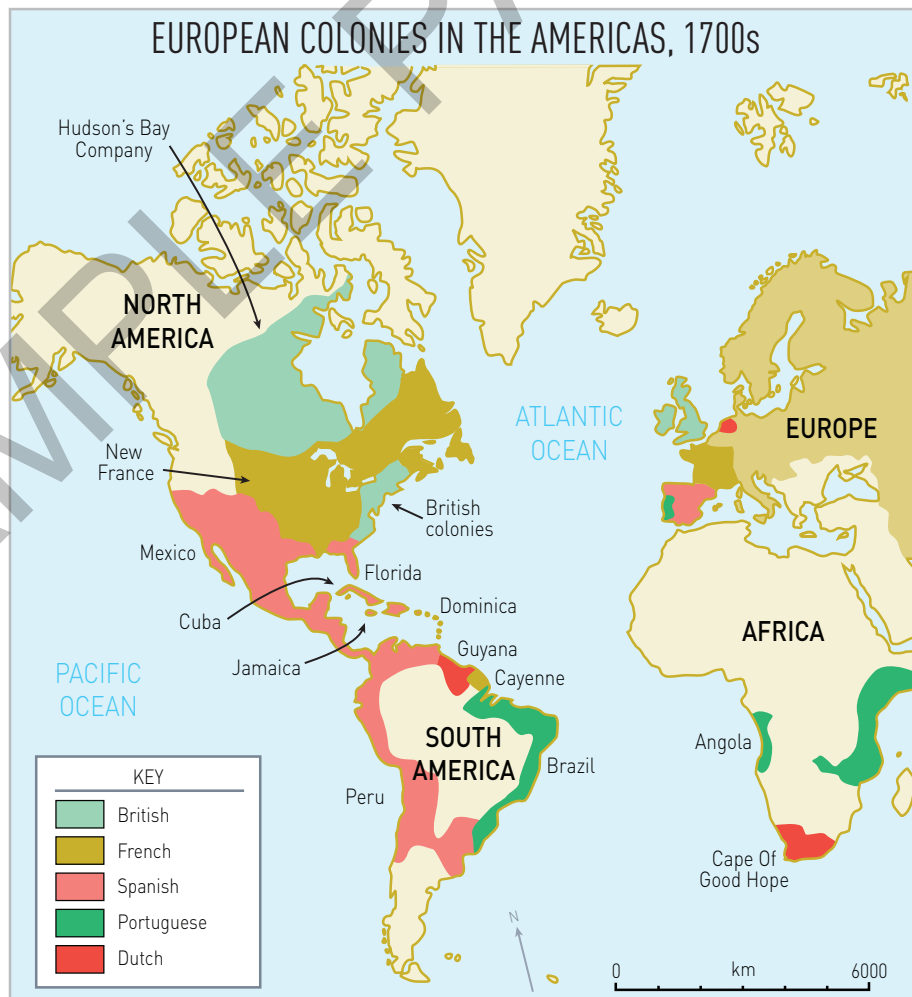 EUROPEAN COLONIES IN THE AMERICAS, 1700s
Hudson's Bay
Company
NORTH
AMERICA
ATLANTIC
OCEAN
EUROPE
New
France
British
colonies
Mexico
Florida
Cuba
Dominica
Jamaica
Guyana
Cayenne
AFRICA
PACIFIC
OCEAN
SOUTH
AMERICA
Angola
Brazil
Peru
Cape Of
Good Hope
KEY
British
French
Spanish
Portuguese
Dutch
N
0 km 6000